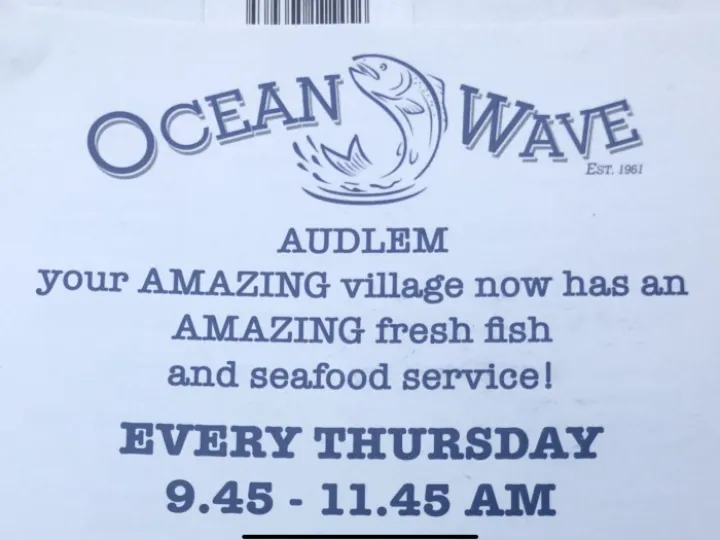 OCEAN WAVE
EST. 1961
AUDLEM
your AMAZING village now has an
AMAZING fresh fish
and seafood service!
EVERY THURSDAY
9.45 - 11.45 AM